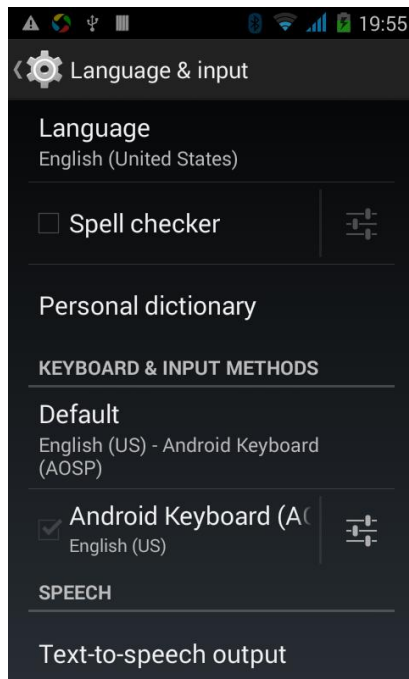 19:55
Language & input
Language
English (United States)
Spell checker
Personal dictionary
KEYBOARD & INPUT METHODS
Default
English (US) - Android Keyboard
(AOSP)
Android Keyboard (A
English (US)
SPEECH
Text-to-speech output